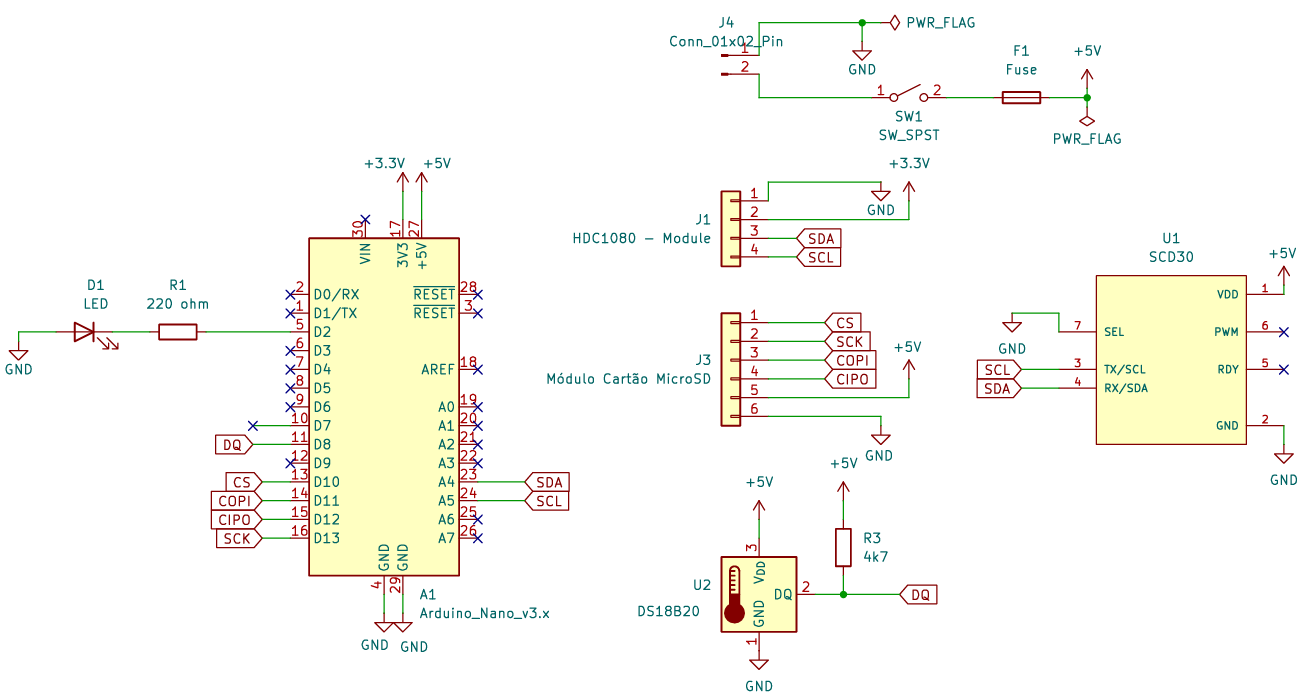 J4
Conn_01x02_Pin
1
2
PWR_FLAG
GND
1
2
SW1
SW_SPST
F1
Fuse
+5V
PWR_FLAG
+3.3V
+5V
30
17
27
VIN
3V3
+5V
2 D0/RX
1 D1/TX
5 D2
6 D3
7 D4
8 D5
9 D6
10 D7
11 D8
12 D9
13 D10
14 D11
15 D12
16 D13
RESET 28
RESET 3
AREF 18
A0 19
A1 20
A2 21
A3 22
A4 23
A5 24
A6 25
A7 26
GND
GND
4
29
A1
Arduino_Nano_v3.x
GND
GND
D1
LED
R1
220 ohm
GND
DQ
CS
COPI
CIPO
SCK
SDA
SCL
J1
HDC1080 – Module
1
2
3
4
GND
+3.3V
SDA
SCL
J3
Módulo Cartão MicroSD
1
2
3
4
5
6
CS
SCK
COPI
CIPO
+5V
GND
U2
DS18B20
+5V
3
VDD
DQ
2
GND
1
GND
+5V
R3
4k7
DQ
U1
SCD30
+5V
VDD 1
PWM 6
RDY 5
GND 2
7 SEL
3 TX/SCL
4 RX/SDA
GND
SCL
SDA
GND